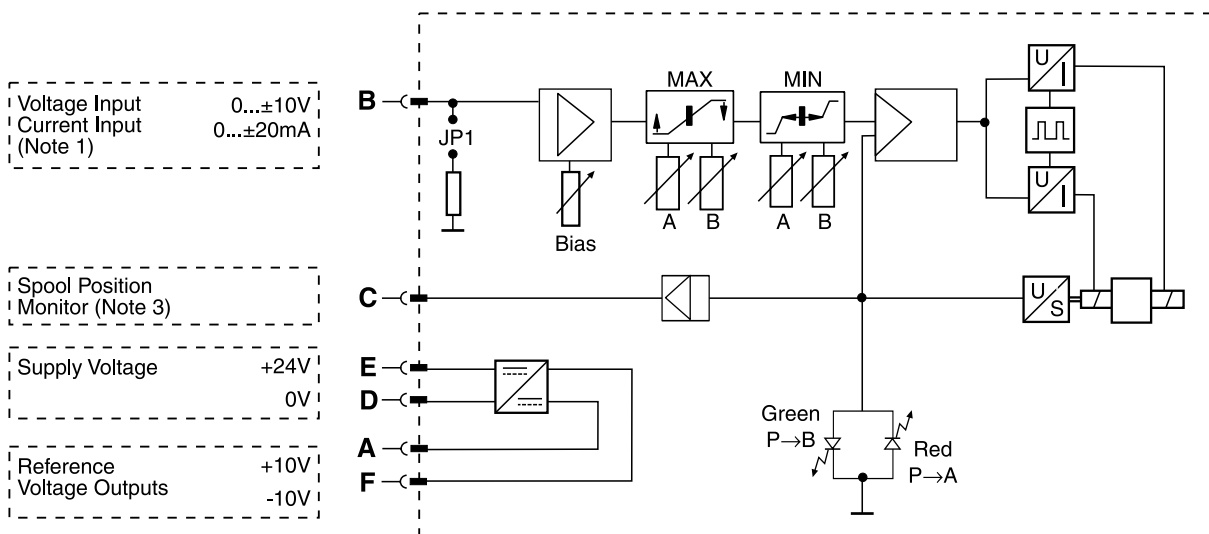 Voltage Input 0...±10V
Current Input 0...±20mA
(Note 1)
B
JP1
Bias
MAX
A B
MIN
A B
U
I
U
I
Spool Position
Monitor (Note 3)
C
U
S
Supply Voltage +24V
0V
E
D
Reference +10V
Voltage Outputs
-10V
A
F
Green
P→B
Red
P→A